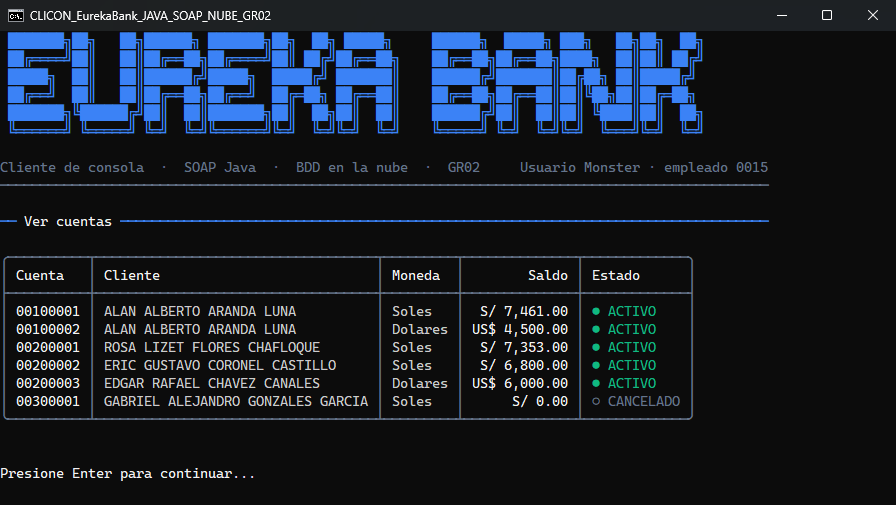 CLICON_EurekaBank_JAVA_SOAP_NUBE_GR02
EUREKA BANK
Cliente de consola · SOAP Java · BDD en la nube · GR02 Usuario Monster · empleado 0015
Ver cuentas
Cuenta Cliente Moneda Saldo Estado
00100001 ALAN ALBERTO ARANDA LUNA Soles S/ 7,461.00 ● ACTIVO
00100002 ALAN ALBERTO ARANDA LUNA Dolares US$ 4,500.00 ● ACTIVO
00200001 ROSA LIZET FLORES CHAFLOQUE Soles S/ 7,353.00 ● ACTIVO
00200002 ERIC GUSTAVO CORONEL CASTILLO Soles S/ 6,800.00 ● ACTIVO
00200003 EDGAR RAFAEL CHAVEZ CANALES Dolares US$ 6,000.00 ● ACTIVO
00300001 GABRIEL ALEJANDRO GONZALES GARCIA Soles S/ 0.00 ○ CANCELADO
Presione Enter para continuar...